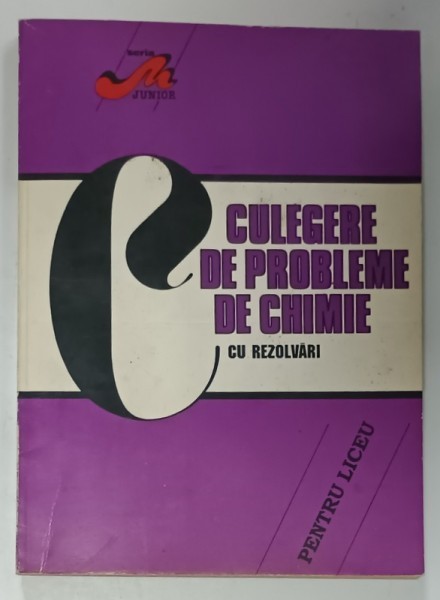 seria
M
JUNIOR
C
CULEGERE
DE PROBLEME
DE CHIMIE
CU REZOLVĂRI
PENTRU LICEU